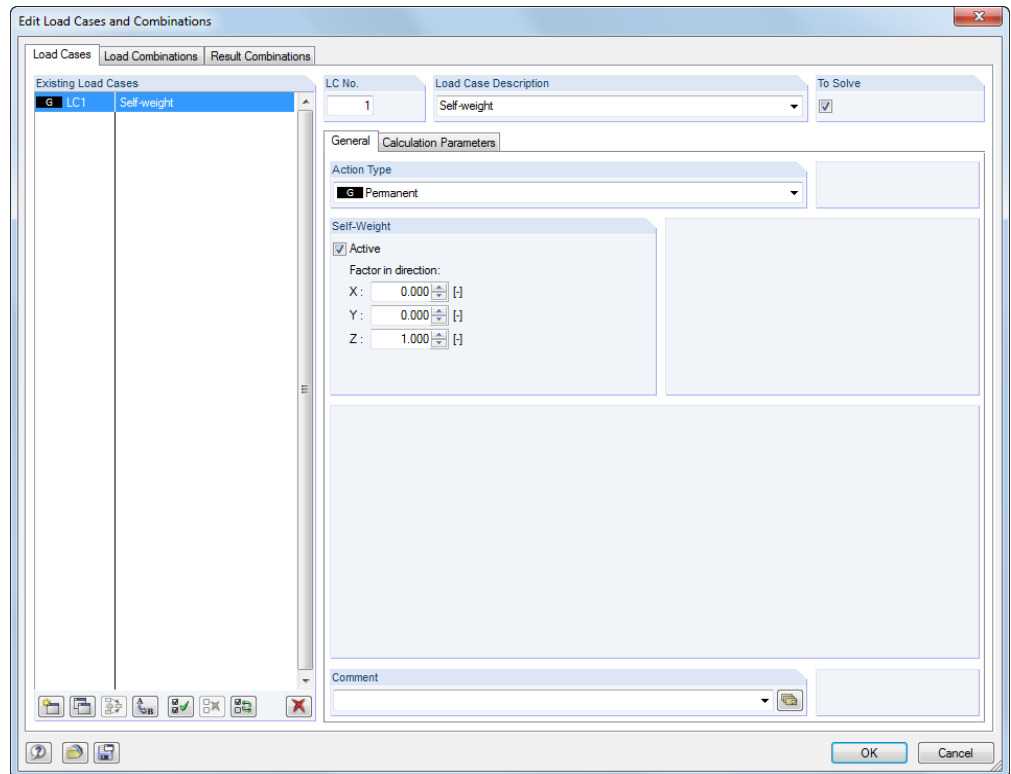 Edit Load Cases and Combinations
Load Cases Load Combinations Result Combinations
Existing Load Cases
G LC1 Self-weight
LC No.
1
Load Case Description
Self-weight
To Solve
General Calculation Parameters
Action Type
G Permanent
Self-Weight
Active
Factor in direction:
X : 0.000 [-]
Y : 0.000 [-]
Z : 1.000 [-]
Comment
OK Cancel